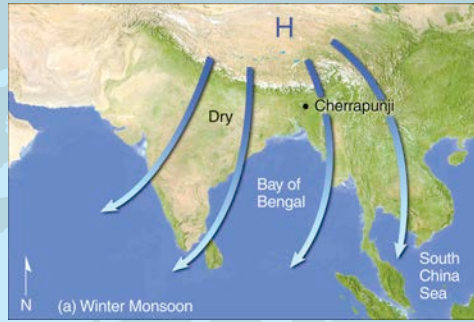 H
Dry
Cherrapunji
Bay of
Bengal
South
China
Sea
N
(a) Winter Monsoon